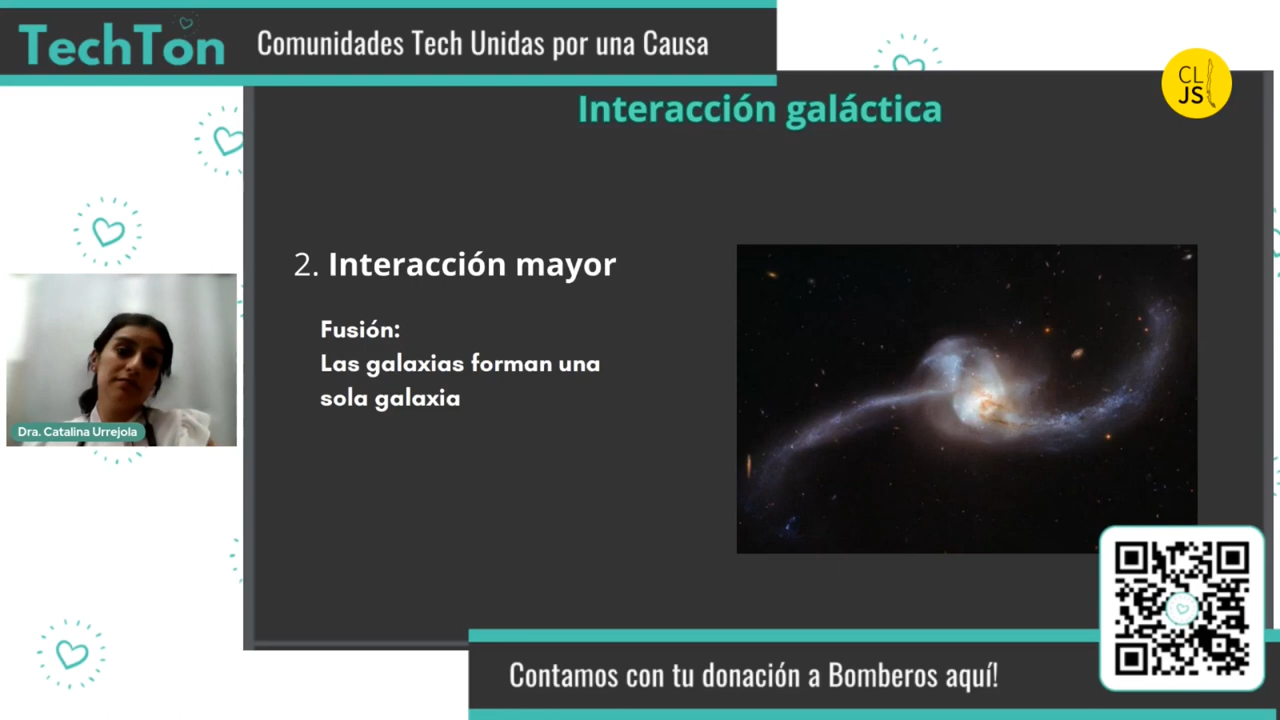 TechTon
Comunidades Tech Unidas por una Causa
CL
JS
Interacción galáctica
2. Interacción mayor
Fusión:
Las galaxias forman una
sola galaxia
Dra. Catalina Urrejola
Contamos con tu donación a Bomberos aquí!